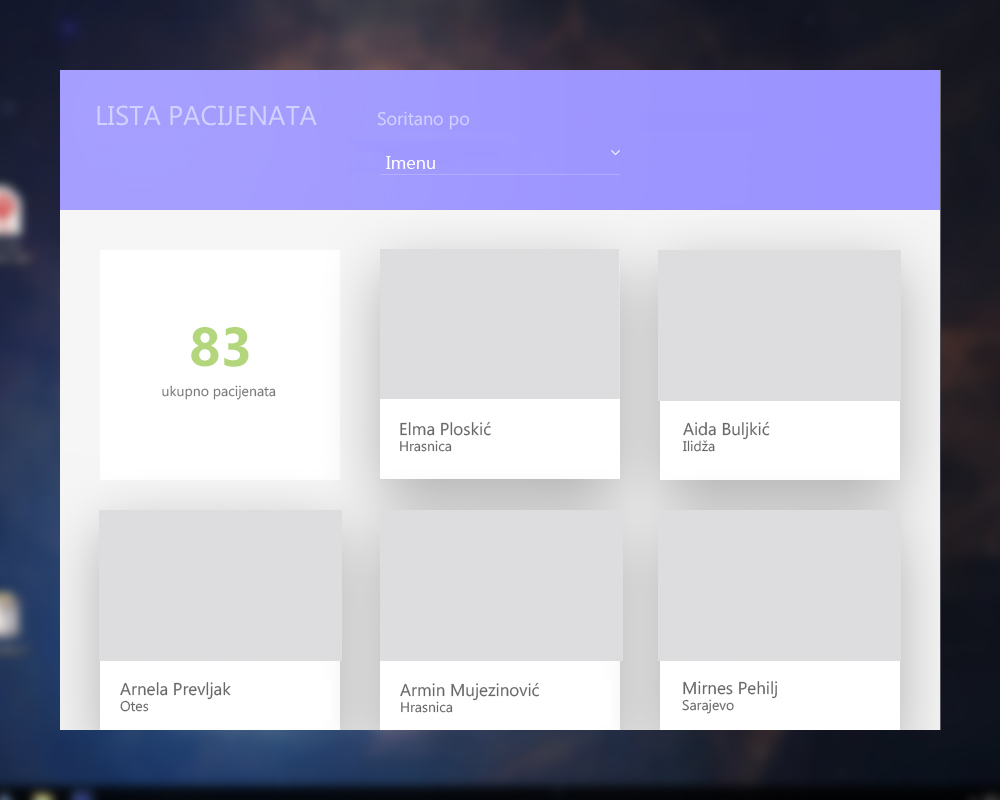 LISTA PACIJENATA
Soritano po
Imenu
83
ukupno pacijenata
Elma Ploskić
Hrasnica
Aida Buljkić
Ilidža
Arnela Prevljak
Otes
Armin Mujezinović
Hrasnica
Mirnes Pehilj
Sarajevo